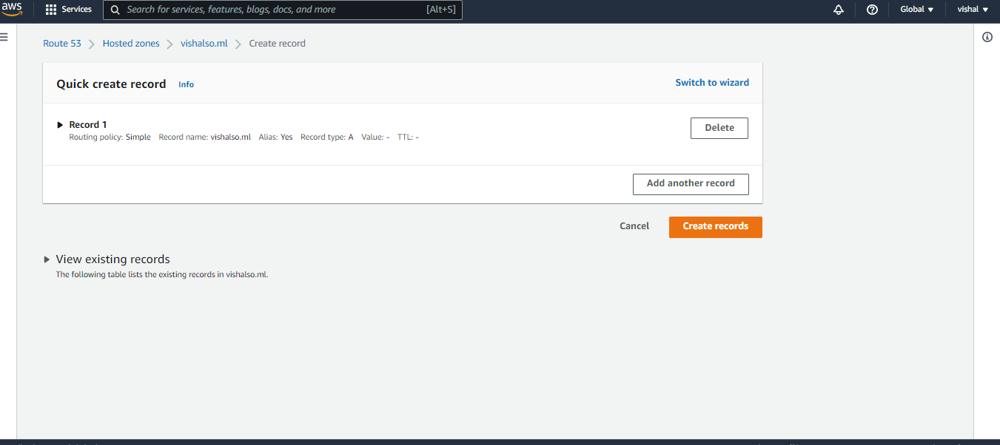 aws Services Search for services, features, blogs, docs, and more [Alt+S] Global vishal
Route 53 Hosted zones vishalso.ml Create record
Quick create record Info Switch to wizard
Record 1
Routing policy: Simple Record name: vishalso.ml Alias: Yes Record type: A Value: - TTL: -
Delete
Add another record
Cancel Create records
View existing records
The following table lists the existing records in vishalso.ml.